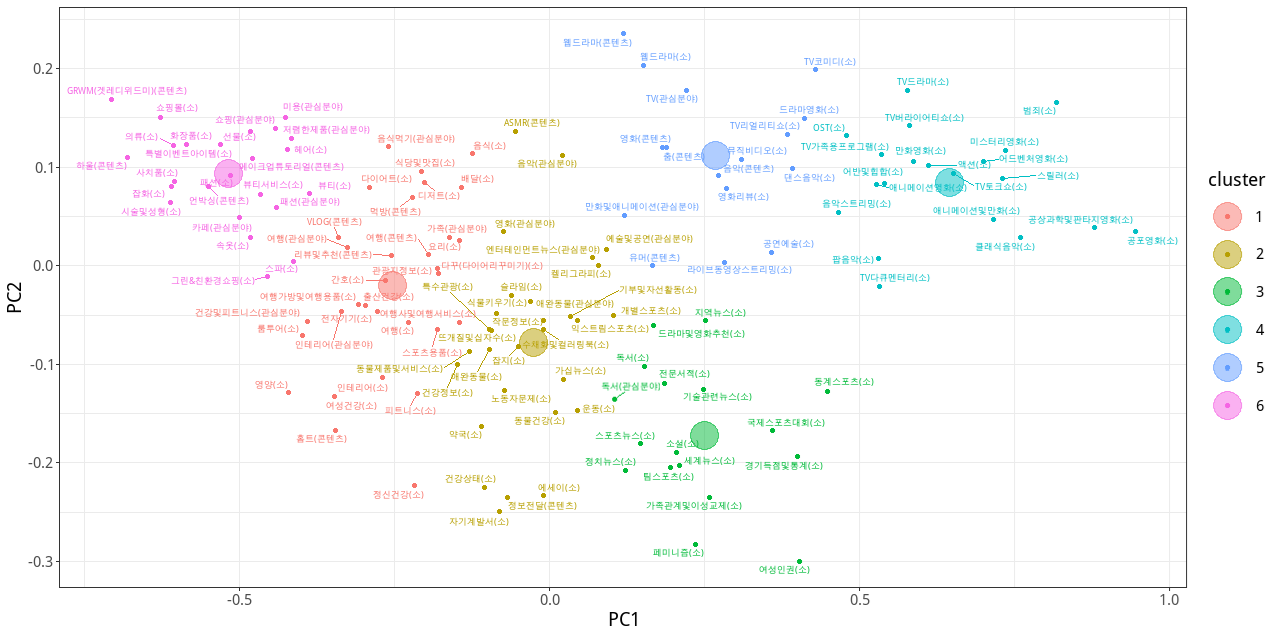 웹드라마(콘텐츠)
웹드라마(소)
TV코미디(소)
TV(관심분야)
TV드라마(소)
범죄(소)
GRWM(겟레디위드미)(콘텐츠)
쇼핑몰(소)
미용(관심분야)
쇼핑(관심분야)
저렴한제품(관심분야)
ASMR(콘텐츠)
드라마영화(소)
TV버라이어티쇼(소)
TV리얼리티쇼(소)
OST(소)
의류(소)
화장품(소)
선물(소)
음식먹기(관심분야)
음식(소)
영화(콘텐츠)
미스터리영화(소)
특별이벤트아이템(소)
헤어(소)
춤(콘텐츠)
뮤직비디오(소)
TV가족용프로그램(소)
만화영화(소)
어드벤처영화(소)
하울(콘텐츠)
메이크업튜토리얼(콘텐츠)
식당및맛집(소)
음악(관심분야)
음악(콘텐츠)
액션(소)
사치품(소)
패션(소)
뷰티서비스(소)
뷰티(소)
다이어트(소)
배달(소)
댄스음악(소)
어반및힙합(소)
스릴러(소)
잡화(소)
언박싱(콘텐츠)
패션(관심분야)
디저트(소)
영화리뷰(소)
애니메이션영화(소)
TV토크쇼(소)
시술및성형(소)
먹방(콘텐츠)
만화및애니메이션(관심분야)
음악스트리밍(소)
애니메이션및만화(소)
카페(관심분야)
VLOG(콘텐츠)
가족(관심분야)
영화(관심분야)
공상과학및판타지영화(소)
속옷(소)
여행(관심분야)
여행(콘텐츠)
요리(소)
예술및공연(관심분야)
엔터테인먼트뉴스(관심분야)
공연예술(소)
클래식음악(소)
공포영화(소)
리뷰및추천(콘텐츠)
유머(콘텐츠)
팝음악(소)
스파(소)
관광지정보(소)
다꾸(다이어리꾸미기)(소)
캘리그라피(소)
라이브동영상스트리밍(소)
그린&친환경쇼핑(소)
간호(소)
특수관광(소)
슬라임(소)
기부및자선활동(소)
TV다큐멘터리(소)
여행가방및여행용품(소)
출산건강(소)
식물키우기(소)
애완동물(관심분야)
건강및피트니스(관심분야)
전자기기(소)
여행사및여행서비스(소)
작문정보(소)
개별스포츠(소)
지역뉴스(소)
룸투어(소)
여행(소)
뜨개질및십자수(소)
익스트림스포츠(소)
드라마및영화추천(소)
인테리어(관심분야)
스포츠용품(소)
잡지(소)
수채화및컬러링북(소)
동물제품및서비스(소)
애완동물(소)
가십뉴스(소)
독서(소)
전문서적(소)
영양(소)
인테리어(소)
건강정보(소)
노동자문제(소)
독서(관심분야)
기술관련뉴스(소)
동계스포츠(소)
여성건강(소)
피트니스(소)
동물건강(소)
운동(소)
홈트(콘텐츠)
약국(소)
스포츠뉴스(소)
소설(소)
국제스포츠대회(소)
정치뉴스(소)
세계뉴스(소)
경기득점및통계(소)
팀스포츠(소)
정신건강(소)
건강상태(소)
에세이(소)
정보전달(콘텐츠)
가족관계및이성교제(소)
자기계발서(소)
페미니즘(소)
여성인권(소)
0.2
0.1
0.0
-0.1
-0.2
-0.3
PC2
-0.5
0.0
0.5
1.0
PC1
cluster
1
2
3
4
5
6